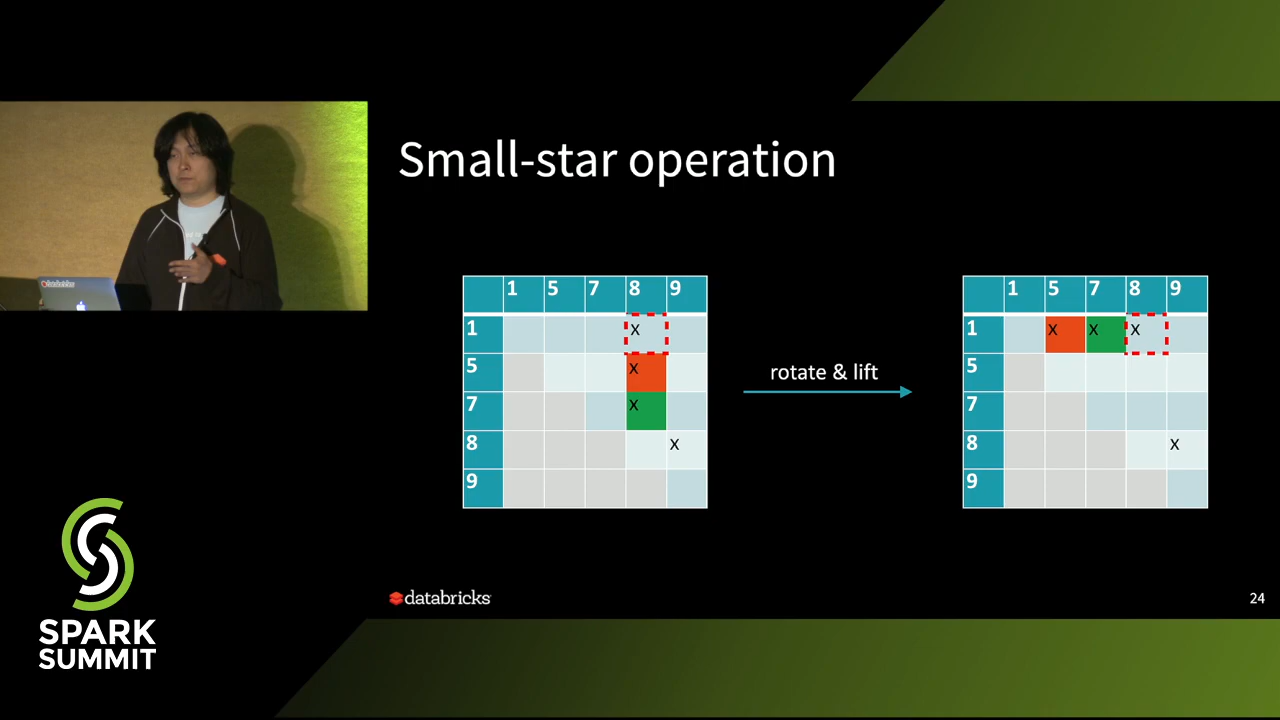 Small-star operation
1 5 7 8 9
1 x
5 x
7 x
8 x
9
rotate & lift
1 5 7 8 9
1 x x x
5
7
8 x
9
databricks
databricks
24
SPARK
SUMMIT